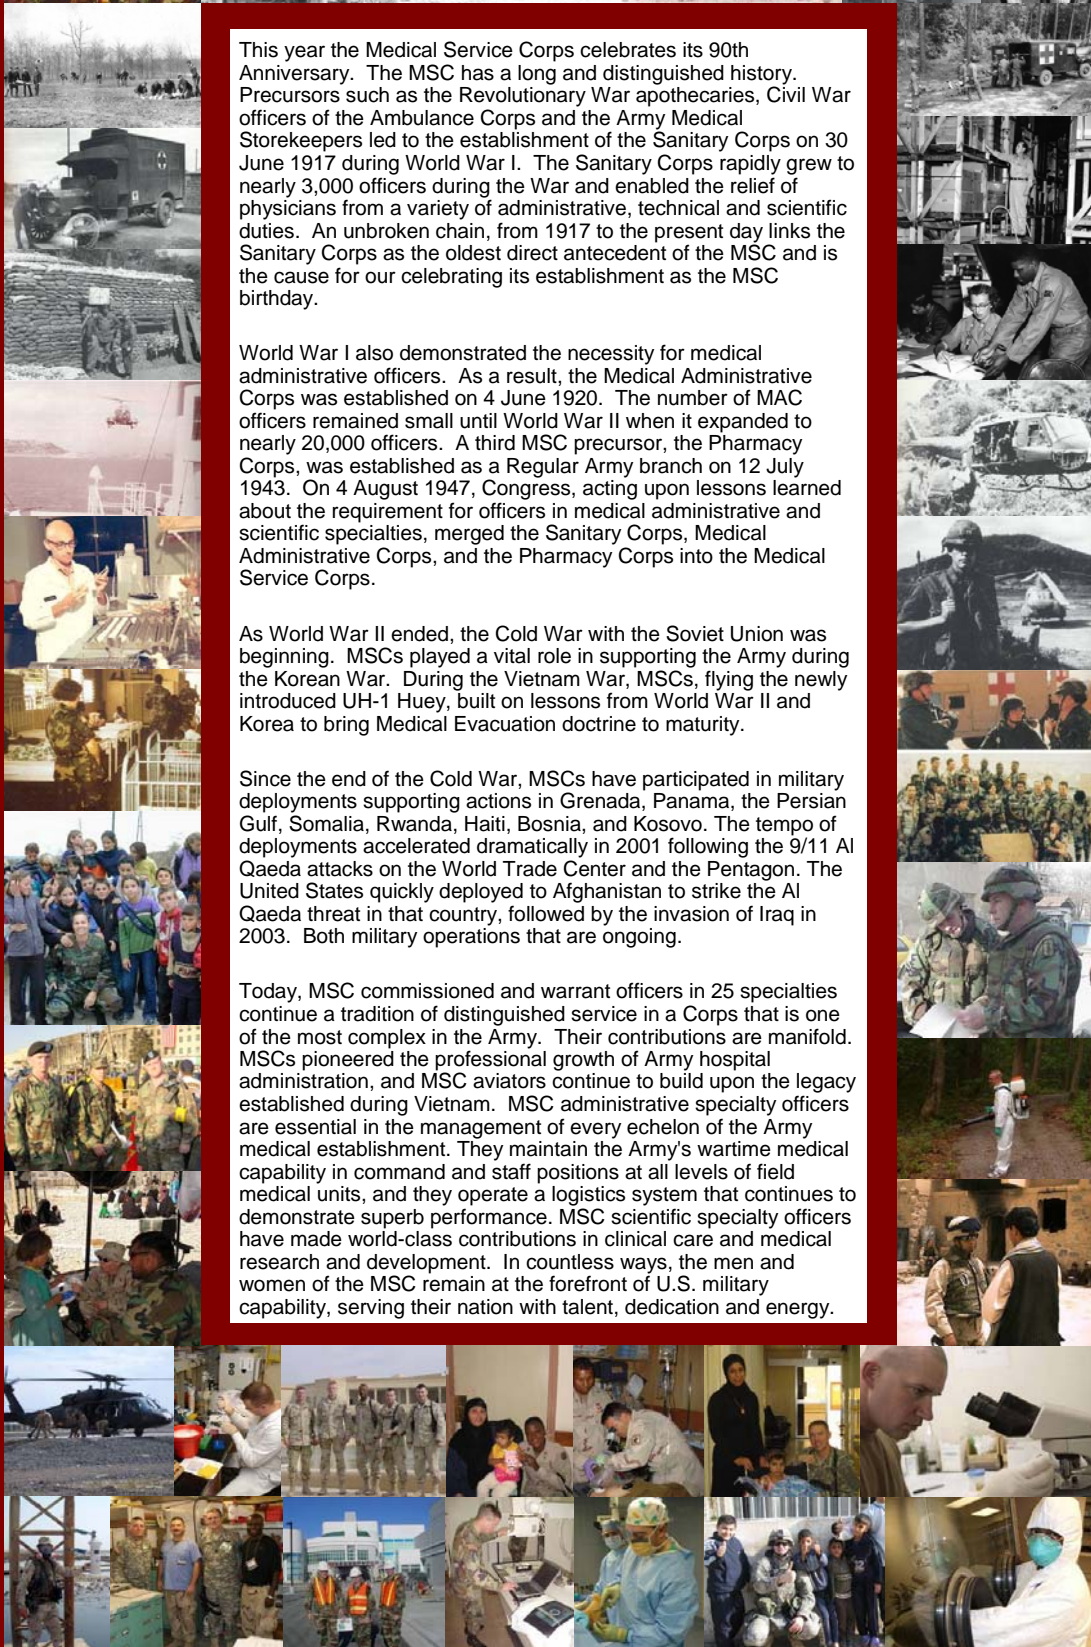 This year the Medical Service Corps celebrates its 90th
Anniversary.  The MSC has a long and distinguished history.
Precursors such as the Revolutionary War apothecaries, Civil War
officers of the Ambulance Corps and the Army Medical
Storekeepers led to the establishment of the Sanitary Corps on 30
June 1917 during World War I.  The Sanitary Corps rapidly grew to
nearly 3,000 officers during the War and enabled the relief of
physicians from a variety of administrative, technical and scientific
duties.  An unbroken chain, from 1917 to the present day links the
Sanitary Corps as the oldest direct antecedent of the MSC and is
the cause for our celebrating its establishment as the MSC
birthday.
World War I also demonstrated the necessity for medical
administrative officers.  As a result, the Medical Administrative
Corps was established on 4 June 1920.  The number of MAC
officers remained small until World War II when it expanded to
nearly 20,000 officers.  A third MSC precursor, the Pharmacy
Corps, was established as a Regular Army branch on 12 July
1943.  On 4 August 1947, Congress, acting upon lessons learned
about the requirement for officers in medical administrative and
scientific specialties, merged the Sanitary Corps, Medical
Administrative Corps, and the Pharmacy Corps into the Medical
Service Corps.
As World War II ended, the Cold War with the Soviet Union was
beginning.  MSCs played a vital role in supporting the Army during
the Korean War.  During the Vietnam War, MSCs, flying the newly
introduced UH-1 Huey, built on lessons from World War II and
Korea to bring Medical Evacuation doctrine to maturity.
Since the end of the Cold War, MSCs have participated in military
deployments supporting actions in Grenada, Panama, the Persian
Gulf, Somalia, Rwanda, Haiti, Bosnia, and Kosovo. The tempo of
deployments accelerated dramatically in 2001 following the 9/11 Al
Qaeda attacks on the World Trade Center and the Pentagon. The
United States quickly deployed to Afghanistan to strike the Al
Qaeda threat in that country, followed by the invasion of Iraq in
2003.  Both military operations that are ongoing.
Today, MSC commissioned and warrant officers in 25 specialties
continue a tradition of distinguished service in a Corps that is one
of the most complex in the Army.  Their contributions are manifold.
MSCs pioneered the professional growth of Army hospital
administration, and MSC aviators continue to build upon the legacy
established during Vietnam.  MSC administrative specialty officers
are essential in the management of every echelon of the Army
medical establishment. They maintain the Army's wartime medical
capability in command and staff positions at all levels of field
medical units, and they operate a logistics system that continues to
demonstrate superb performance. MSC scientific specialty officers
have made world-class contributions in clinical care and medical
research and development.  In countless ways, the men and
women of the MSC remain at the forefront of U.S. military
capability, serving their nation with talent, dedication and energy.